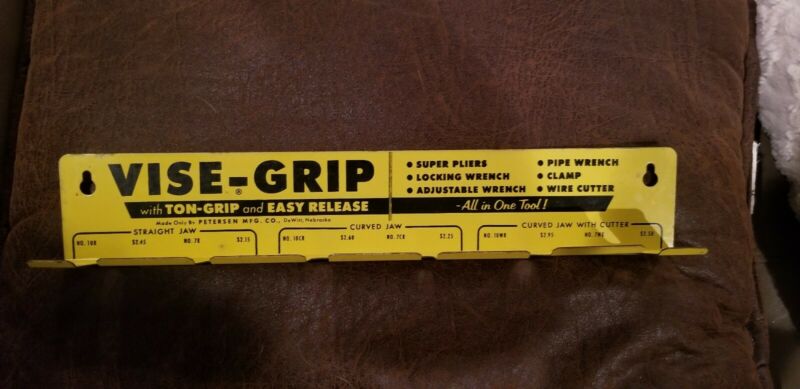 VISE-GRIP®
with TON-GRIP and EASY RELEASE
Made Only By PETERSEN MFG. CO., DeWitt, Nebraska
• SUPER PLIERS
• LOCKING WRENCH
• ADJUSTABLE WRENCH
• PIPE WRENCH
• CLAMP
• WIRE CUTTER
-All in One Tool!
STRAIGHT JAW
NO. 10R $2.45 NO. 7R $2.15
CURVED JAW
NO. 10CR $2.60 NO. 7CR $2.25
CURVED JAW WITH CUTTER
NO. 10WR $2.95 NO. 7WR $2.50